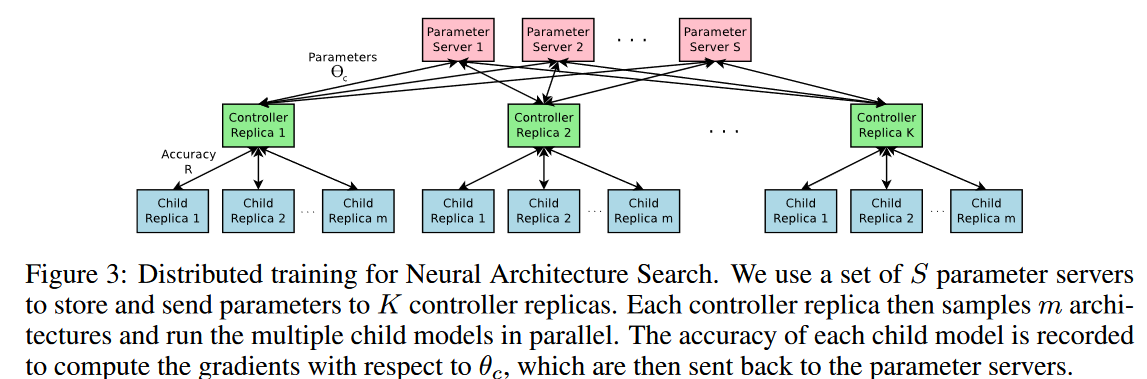 Parameter
Server 1
Parameter
Server 2
. . .
Parameter
Server S
Parameters
Θc
Controller
Replica 1
Controller
Replica 2
. . .
Controller
Replica K
Accuracy
R
Child
Replica 1
Child
Replica 2
...
Child
Replica m
Child
Replica 1
Child
Replica 2
...
Child
Replica m
Child
Replica 1
Child
Replica 2
...
Child
Replica m
Figure 3: Distributed training for Neural Architecture Search. We use a set of S parameter servers
to store and send parameters to K controller replicas. Each controller replica then samples m archi-
tectures and run the multiple child models in parallel. The accuracy of each child model is recorded
to compute the gradients with respect to θc, which are then sent back to the parameter servers.